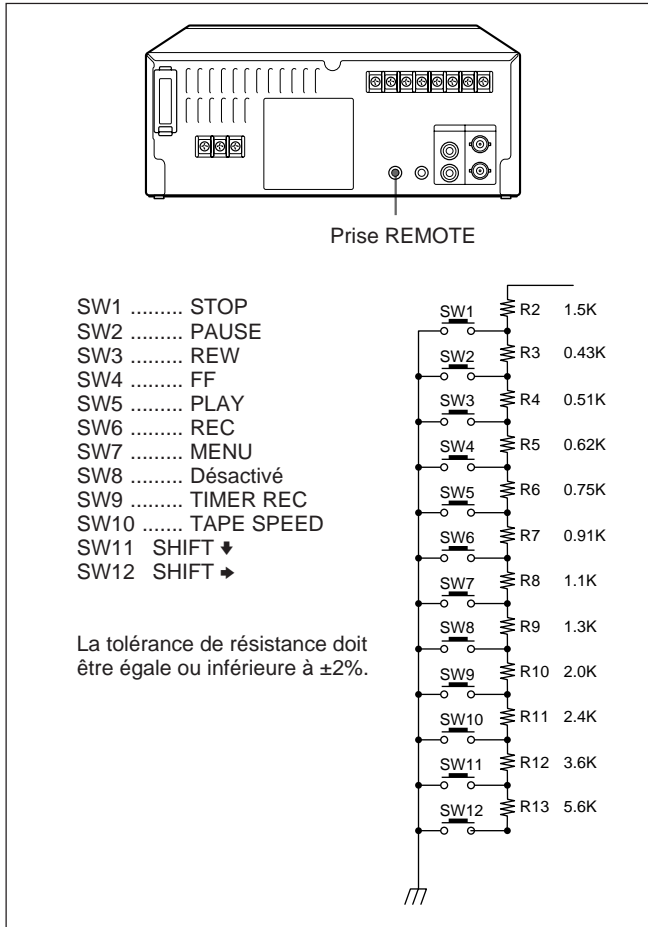 Prise REMOTE
SW1 ......... STOP
SW2 ......... PAUSE
SW3 ......... REW
SW4 ......... FF
SW5 ......... PLAY
SW6 ......... REC
SW7 ......... MENU
SW8 ......... Désactivé
SW9 ......... TIMER REC
SW10 ....... TAPE SPEED
SW11 SHIFT ⬇
SW12 SHIFT ➡
La tolérance de résistance doit
être égale ou inférieure à ±2%.
SW1 R2 1.5K
SW2 R3 0.43K
SW3 R4 0.51K
SW4 R5 0.62K
SW5 R6 0.75K
SW6 R7 0.91K
SW7 R8 1.1K
SW8 R9 1.3K
SW9 R10 2.0K
SW10 R11 2.4K
SW11 R12 3.6K
SW12 R13 5.6K